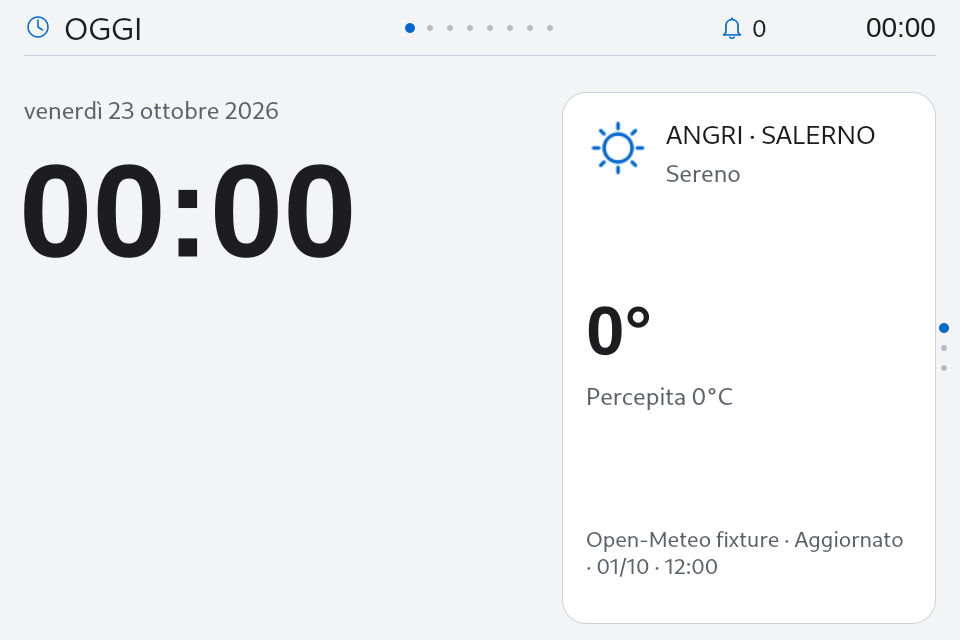 OGGI
0
00:00
venerdì 23 ottobre 2026
00:00
ANGRI · SALERNO
Sereno
0°
Percepita 0°C
Open-Meteo fixture · Aggiornato
· 01/10 · 12:00